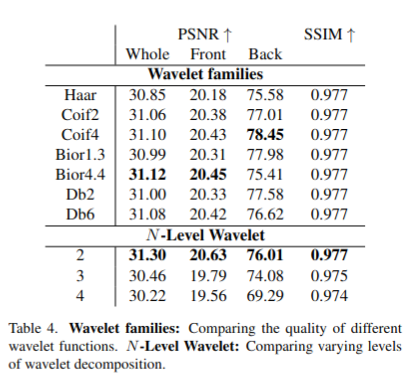 PSNR ↑ SSIM ↑
Whole Front Back
Wavelet families
Haar 30.85 20.18 75.58 0.977
Coif2 31.06 20.38 77.01 0.977
Coif4 31.10 20.43 78.45 0.977
Bior1.3 30.99 20.31 77.98 0.977
Bior4.4 31.12 20.45 75.41 0.977
Db2 31.00 20.33 77.58 0.977
Db6 31.08 20.42 76.62 0.977
N-Level Wavelet
2 31.30 20.63 76.01 0.977
3 30.46 19.79 74.08 0.975
4 30.22 19.56 69.29 0.974
Table 4. Wavelet families: Comparing the quality of different
wavelet functions. N-Level Wavelet: Comparing varying levels
of wavelet decomposition.